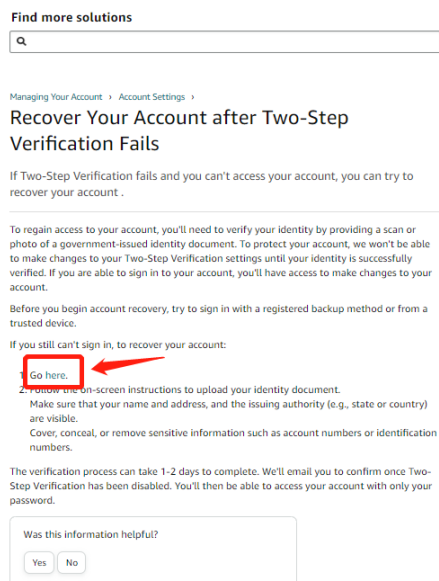 Find more solutions
Managing Your Account › Account Settings ›
Recover Your Account after Two-Step
Verification Fails
If Two-Step Verification fails and you can't access your account, you can try to
recover your account .
To regain access to your account, you'll need to verify your identity by providing a scan or
photo of a government-issued identity document. To protect your account, we won't be able
to make changes to your Two-Step Verification settings until your identity is successfully
verified. If you are able to sign in to your account, you'll have access to make changes to your
account.
Before you begin account recovery, try to sign in with a registered backup method or from a
trusted device.
If you still can't sign in, to recover your account:
1. Go here.
2. Follow the on-screen instructions to upload your identity document.
Make sure that your name and address, and the issuing authority (e.g., state or country)
are visible.
Cover, conceal, or remove sensitive information such as account numbers or identification
numbers.
The verification process can take 1-2 days to complete. We'll email you to confirm once Two-
Step Verification has been disabled. You'll then be able to access your account with only your
password.
Was this information helpful?
Yes No